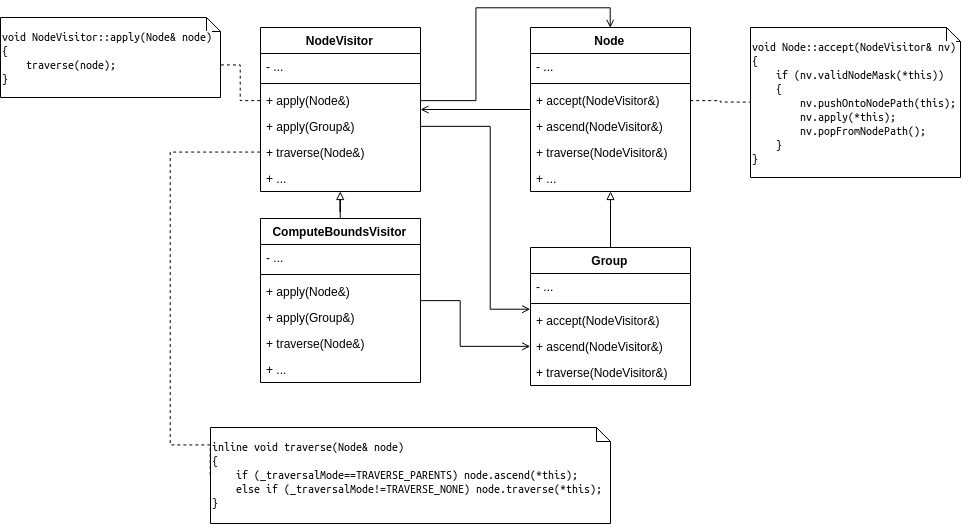 void NodeVisitor::apply(Node& node)
{
    traverse(node);
}
NodeVisitor
- ...
+ apply(Node&)
+ apply(Group&)
+ traverse(Node&)
+ ...
Node
- ...
+ accept(NodeVisitor&)
+ ascend(NodeVisitor&)
+ traverse(NodeVisitor&)
+ ...
void Node::accept(NodeVisitor& nv)
{
    if (nv.validNodeMask(*this))
    {
        nv.pushOntoNodePath(this);
        nv.apply(*this);
        nv.popFromNodePath();
    }
}
ComputeBoundsVisitor
- ...
+ apply(Node&)
+ apply(Group&)
+ traverse(Node&)
+ ...
Group
- ...
+ accept(NodeVisitor&)
+ ascend(NodeVisitor&)
+ traverse(NodeVisitor&)
inline void traverse(Node& node)
{
    if (_traversalMode==TRAVERSE_PARENTS) node.ascend(*this);
    else if (_traversalMode!=TRAVERSE_NONE) node.traverse(*this);
}